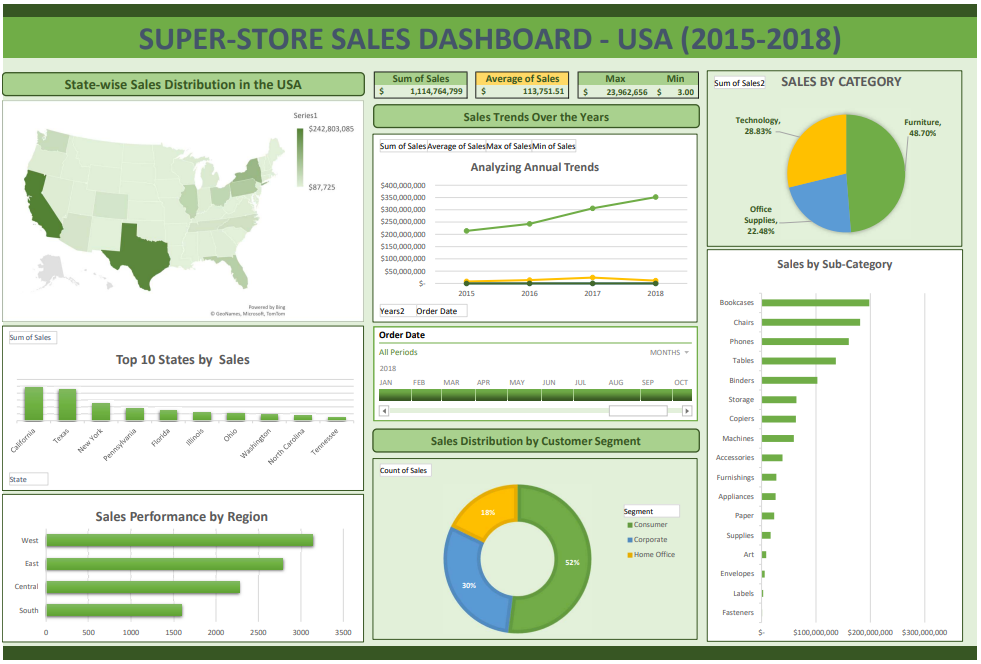 SUPER-STORE SALES DASHBOARD - USA (2015-2018)
State-wise Sales Distribution in the USA
Series1
$242,803,085
$87,725
Powered by Bing
© GeoNames, Microsoft, TomTom
Sum of Sales
Top 10 States by Sales
California
Texas
New York
Pennsylvania
Florida
Illinois
Ohio
Washington
North Carolina
Tennessee
State
Sales Performance by Region
West
East
Central
South
0 500 1000 1500 2000 2500 3000 3500
Sum of Sales
$ 1,114,764,799
Average of Sales
$ 113,751.51
Max Min
$ 23,962,656 $ 3.00
Sales Trends Over the Years
Sum of Sales Average of Sales Max of Sales Min of Sales
Analyzing Annual Trends
$400,000,000
$350,000,000
$300,000,000
$250,000,000
$200,000,000
$150,000,000
$100,000,000
$50,000,000
$-
2015 2016 2017 2018
Years2 Order Date
Order Date
All Periods MONTHS
2018
JAN FEB MAR APR MAY JUN JUL AUG SEP OCT
Sales Distribution by Customer Segment
Count of Sales
18%
30%
52%
Segment
Consumer
Corporate
Home Office
Sum of Sales2
SALES BY CATEGORY
Technology,
28.83%
Furniture,
48.70%
Office
Supplies,
22.48%
Sales by Sub-Category
Bookcases
Chairs
Phones
Tables
Binders
Storage
Copiers
Machines
Accessories
Furnishings
Appliances
Paper
Supplies
Art
Envelopes
Labels
Fasteners
$- $100,000,000 $200,000,000 $300,000,000